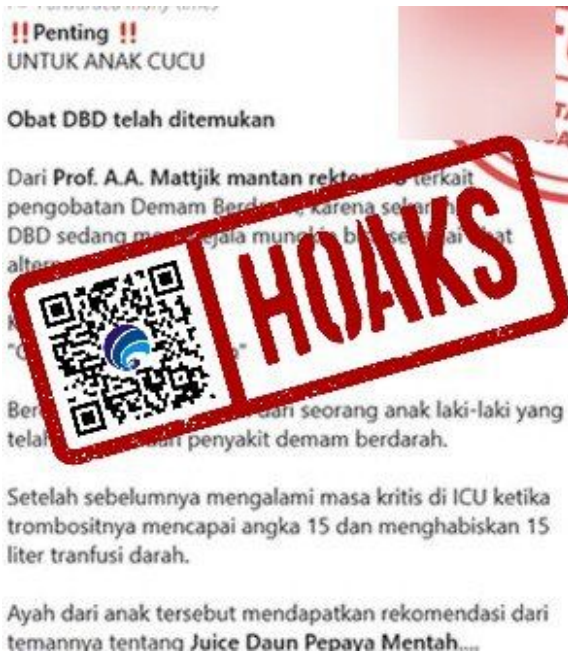 ‼Penting ‼
UNTUK ANAK CUCU
Obat DBD telah ditemukan
Dari Prof. A.A. Mattjik mantan terkait
pengobatan Demam karena
DBD sedang
HOAKS
dari seorang anak laki-laki yang
penyakit demam berdarah.
Setelah sebelumnya mengalami masa kritis di ICU ketika
trombositnya mencapai angka 15 dan menghabiskan 15
liter tranfusi darah.
Ayah dari anak tersebut mendapatkan rekomendasi dari
temannya tentang Juice Daun Pepaya Mentah....